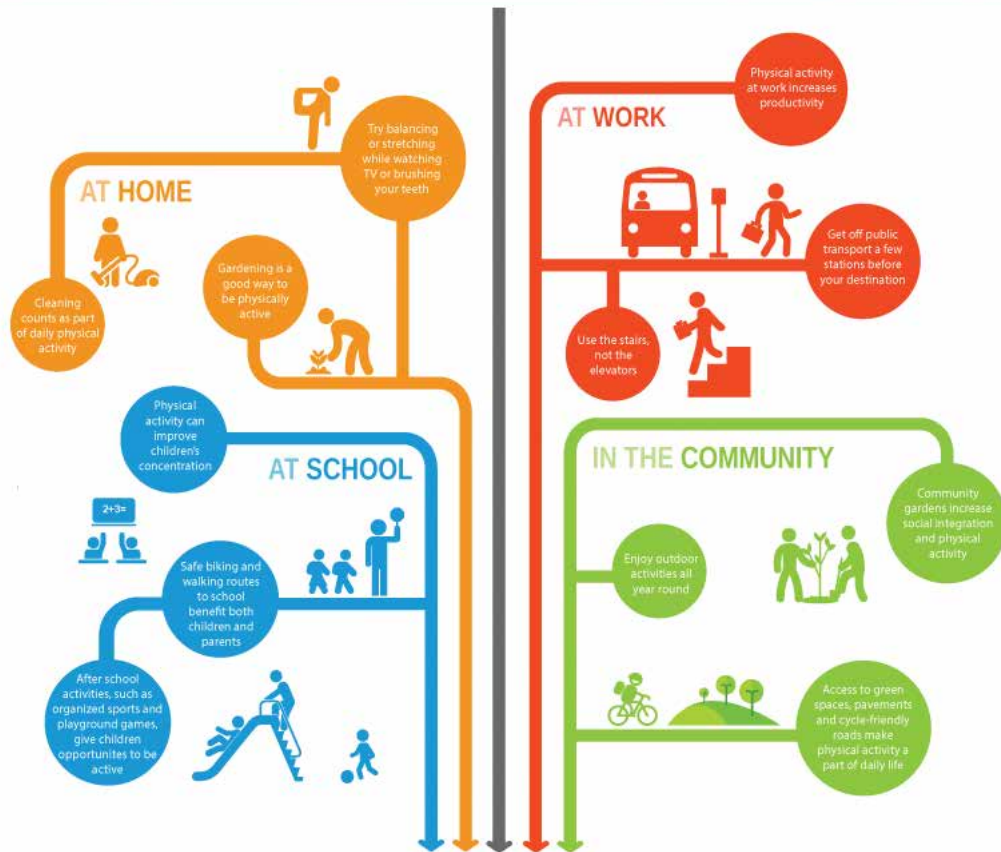 AT HOME
Try balancing
or stretching
while watching
TV or brushing
your teeth
Cleaning
counts as part
of daily physical
activity
Gardening is a
good way to
be physically
active
AT WORK
Physical activity
at work increases
productivity
Get off public
transport a few
stations before
your destination
Use the stairs,
not the
elevators
AT SCHOOL
Physical
activity can
improve
children's
concentration
2+3=
Safe biking and
walking routes
to school
benefit both
children and
parents
After school
activities, such as
organized sports and
playground games,
give children
opportunites to be
active
IN THE COMMUNITY
Community
gardens increase
social integration
and physical
activity
Enjoy outdoor
activities all
year round
Access to green
spaces, pavements
and cycle-friendly
roads make
physical activity a
part of daily life